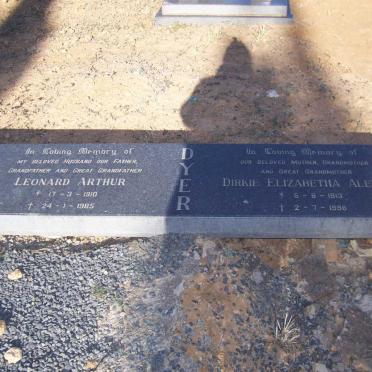 In Loving Memory of
my beloved Husband our Father,
Grandfather and Great Grandfather
Leonard Arthur
* 17-3-1910
† 24-1-1985
DYER
In Loving Memory of
our beloved Mother, Grandmother
and Great Grandmother
Dirkie Elizabetha Ale
* 5-6-1913
† 2-7-1996